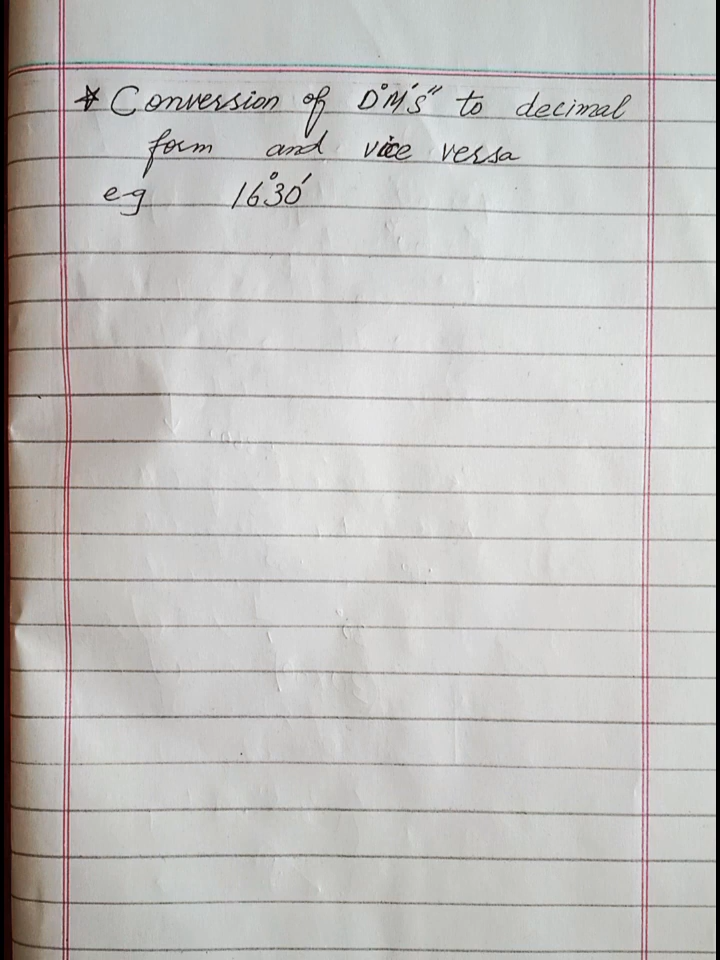 * Conversion of D°M'S" to decimal
form and vice versa
eg 16°30'